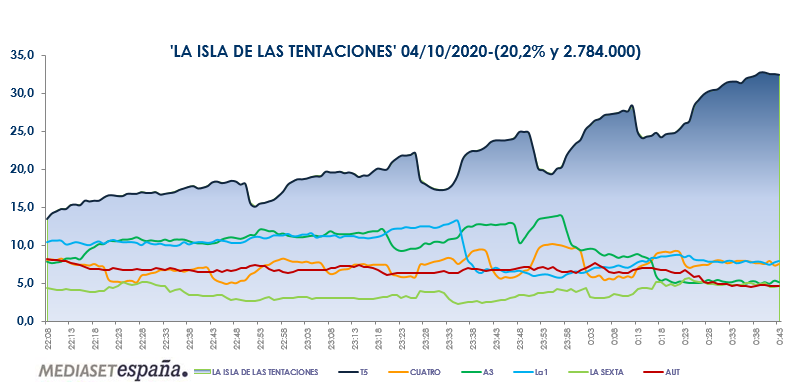 'LA ISLA DE LAS TENTACIONES' 04/10/2020-(20,2% y 2.784.000)
35,0
30,0
25,0
20,0
15,0
10,0
5,0
0,0
22:08 22:13 22:18 22:23 22:28 22:33 22:38 22:43 22:48 22:53 22:58 23:03 23:08 23:13 23:18 23:23 23:28 23:33 23:38 23:43 23:48 23:53 23:58 0:03 0:08 0:13 0:18 0:23 0:28 0:33 0:38 0:43
MEDIASETespaña.
LA ISLA DE LAS TENTACIONES T5 CUATRO A3 La1 LA SEXTA AUT